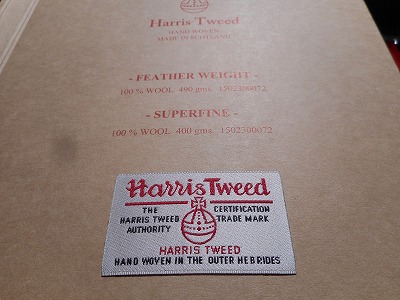 Harris Tweed
HAND WOVEN
MADE IN SCOTLAND
- FEATHER WEIGHT -
100 % WOOL 490 gms 1502300072
- SUPERFINE -
100 % WOOL 400 gms 1502300072
Harris Tweed
THE HARRIS TWEED AUTHORITY
CERTIFICATION TRADE MARK
HARRIS TWEED
HAND WOVEN IN THE OUTER HEBRIDES